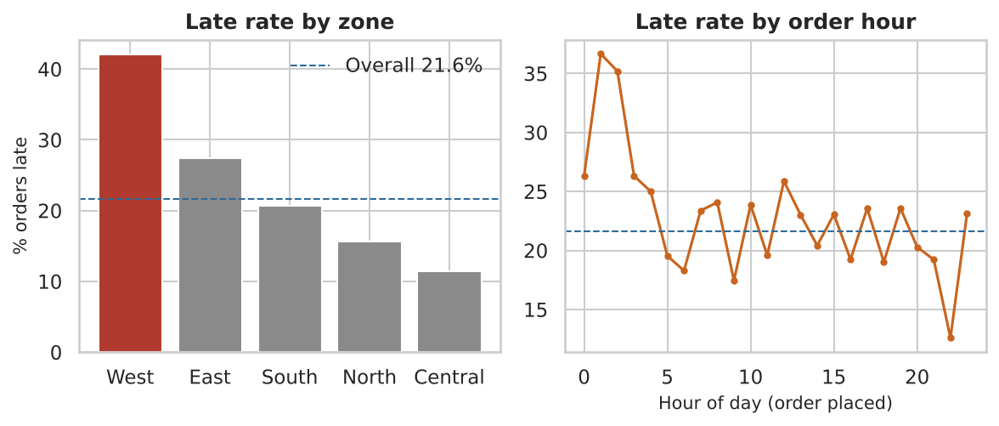 Late rate by zone
% orders late
40
30
20
10
0
Overall 21.6%
West East South North Central
Late rate by order hour
35
30
25
20
15
0 5 10 15 20
Hour of day (order placed)